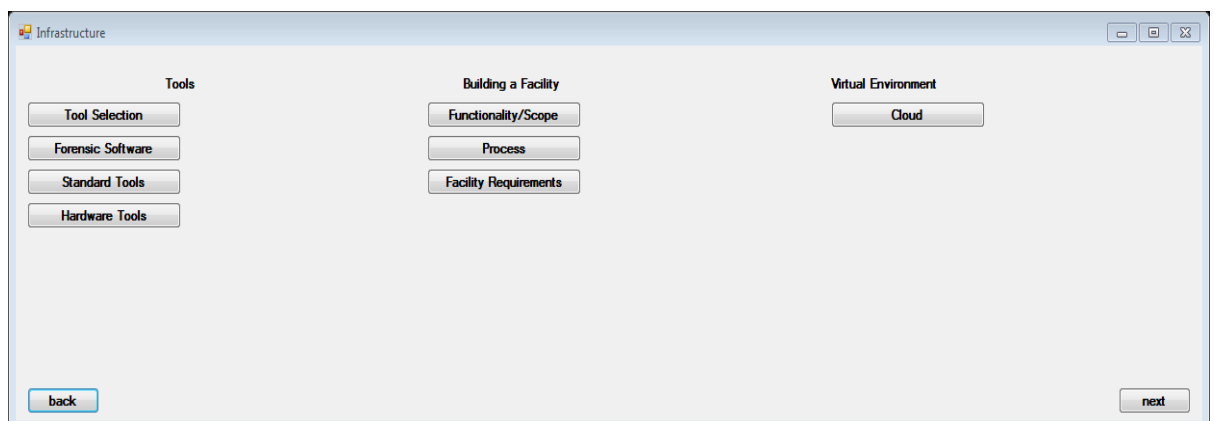 Infrastructure
Tools Building a Facility Virtual Environment
Tool Selection Functionality/Scope Cloud
Forensic Software Process
Standard Tools Facility Requirements
Hardware Tools
back next